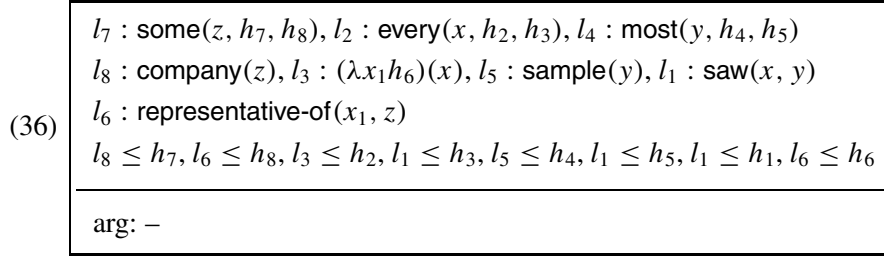 l₇ : some(z, h₇, h₈), l₂ : every(x, h₂, h₃), l₄ : most(y, h₄, h₅)
l₈ : company(z), l₃ : (λx₁h₆)(x), l₅ : sample(y), l₁ : saw(x, y)
(36) l₆ : representative-of(x₁, z)
l₈ ≤ h₇, l₆ ≤ h₈, l₃ ≤ h₂, l₁ ≤ h₃, l₅ ≤ h₄, l₁ ≤ h₅, l₁ ≤ h₁, l₆ ≤ h₆
arg: –